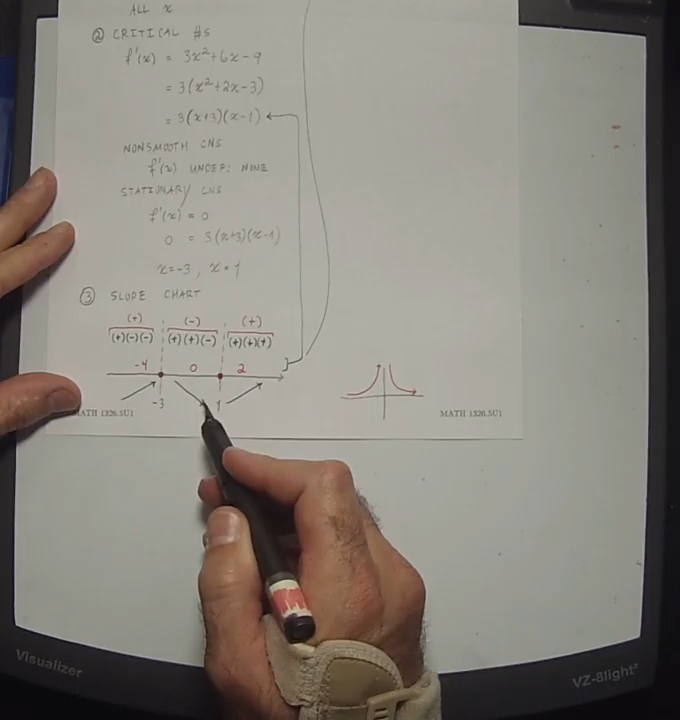 ALL x
② CRITICAL #S
f'(x) = 3x²+6x-9
= 3(x²+2x-3)
= 3(x+3)(x-1)
NONSMOOTH CNS
f'(x) UNDEF: NONE
STATIONARY CNS
f'(x) = 0
0 = 3(x+3)(x-1)
x=-3, x=1
③ SLOPE CHART
(+) (-) (+)
(+)(-)(-) (+)(+)(-) (+)(+)(+)
-4 0 2
-3 1
MATH 1326.5U1 MATH 1326.5U1
Visualizer VZ-8light³